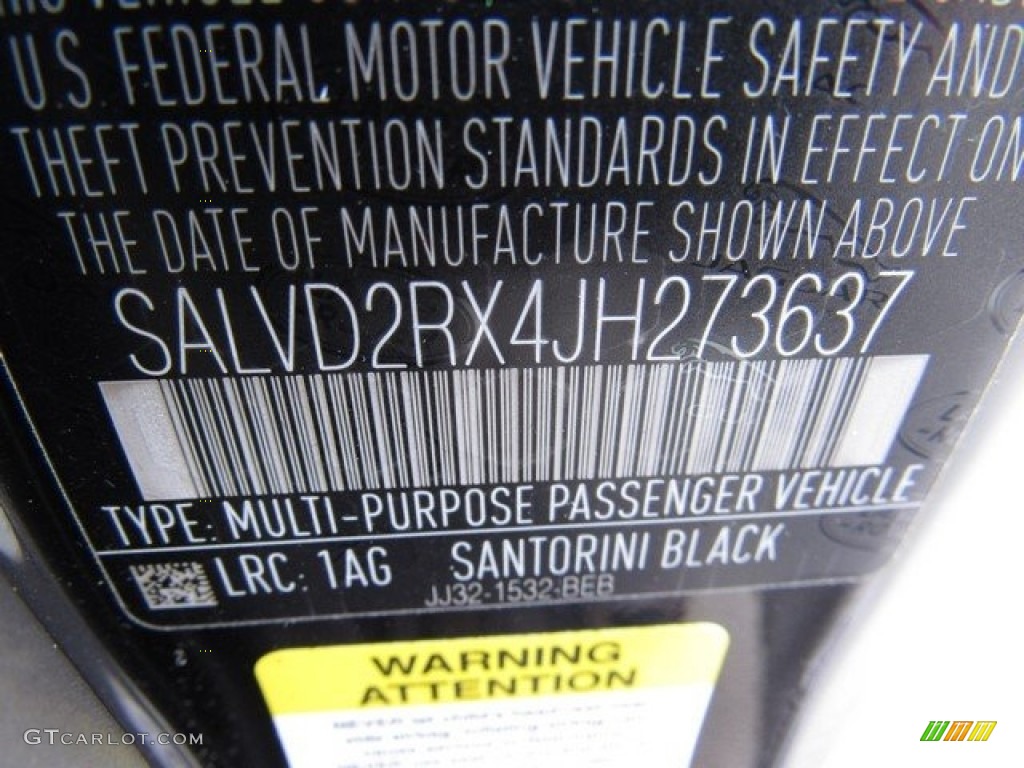 U.S. FEDERAL MOTOR VEHICLE SAFETY AND
THEFT PREVENTION STANDARDS IN EFFECT ON
THE DATE OF MANUFACTURE SHOWN ABOVE
SALVD2RX4JH273637
TYPE: MULTI-PURPOSE PASSENGER VEHICLE
LRC: 1AG SANTORINI BLACK
JJ32-1532-BEB
WARNING
ATTENTION
GTCARLOT.COM